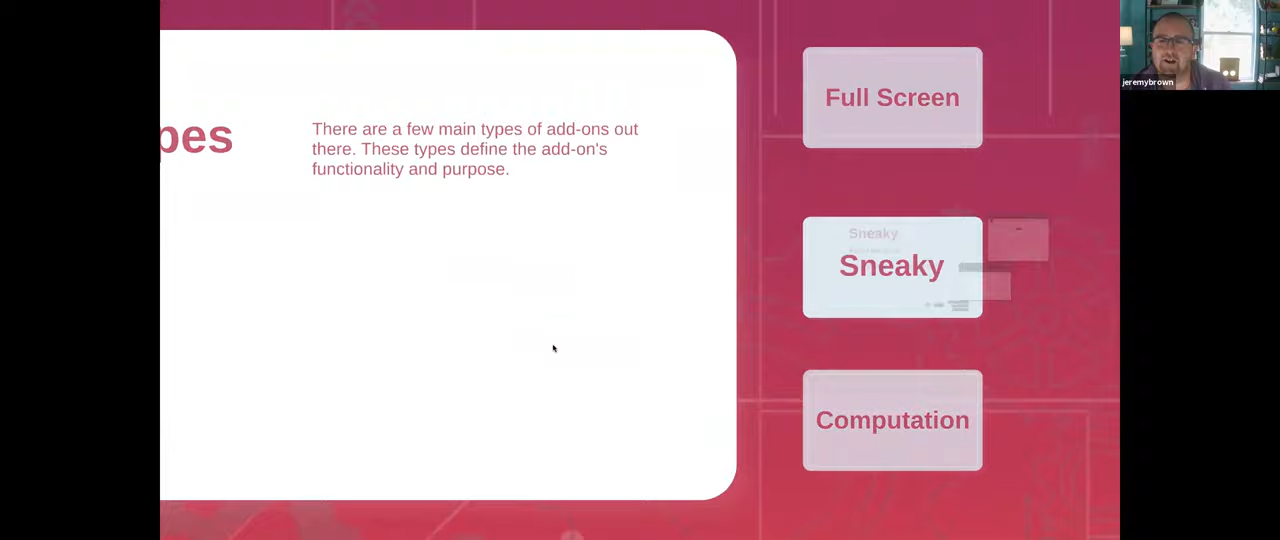 pes
There are a few main types of add-ons out
there. These types define the add-on's
functionality and purpose.
Full Screen
Sneaky
Sneaky
Computation
jeremybrown